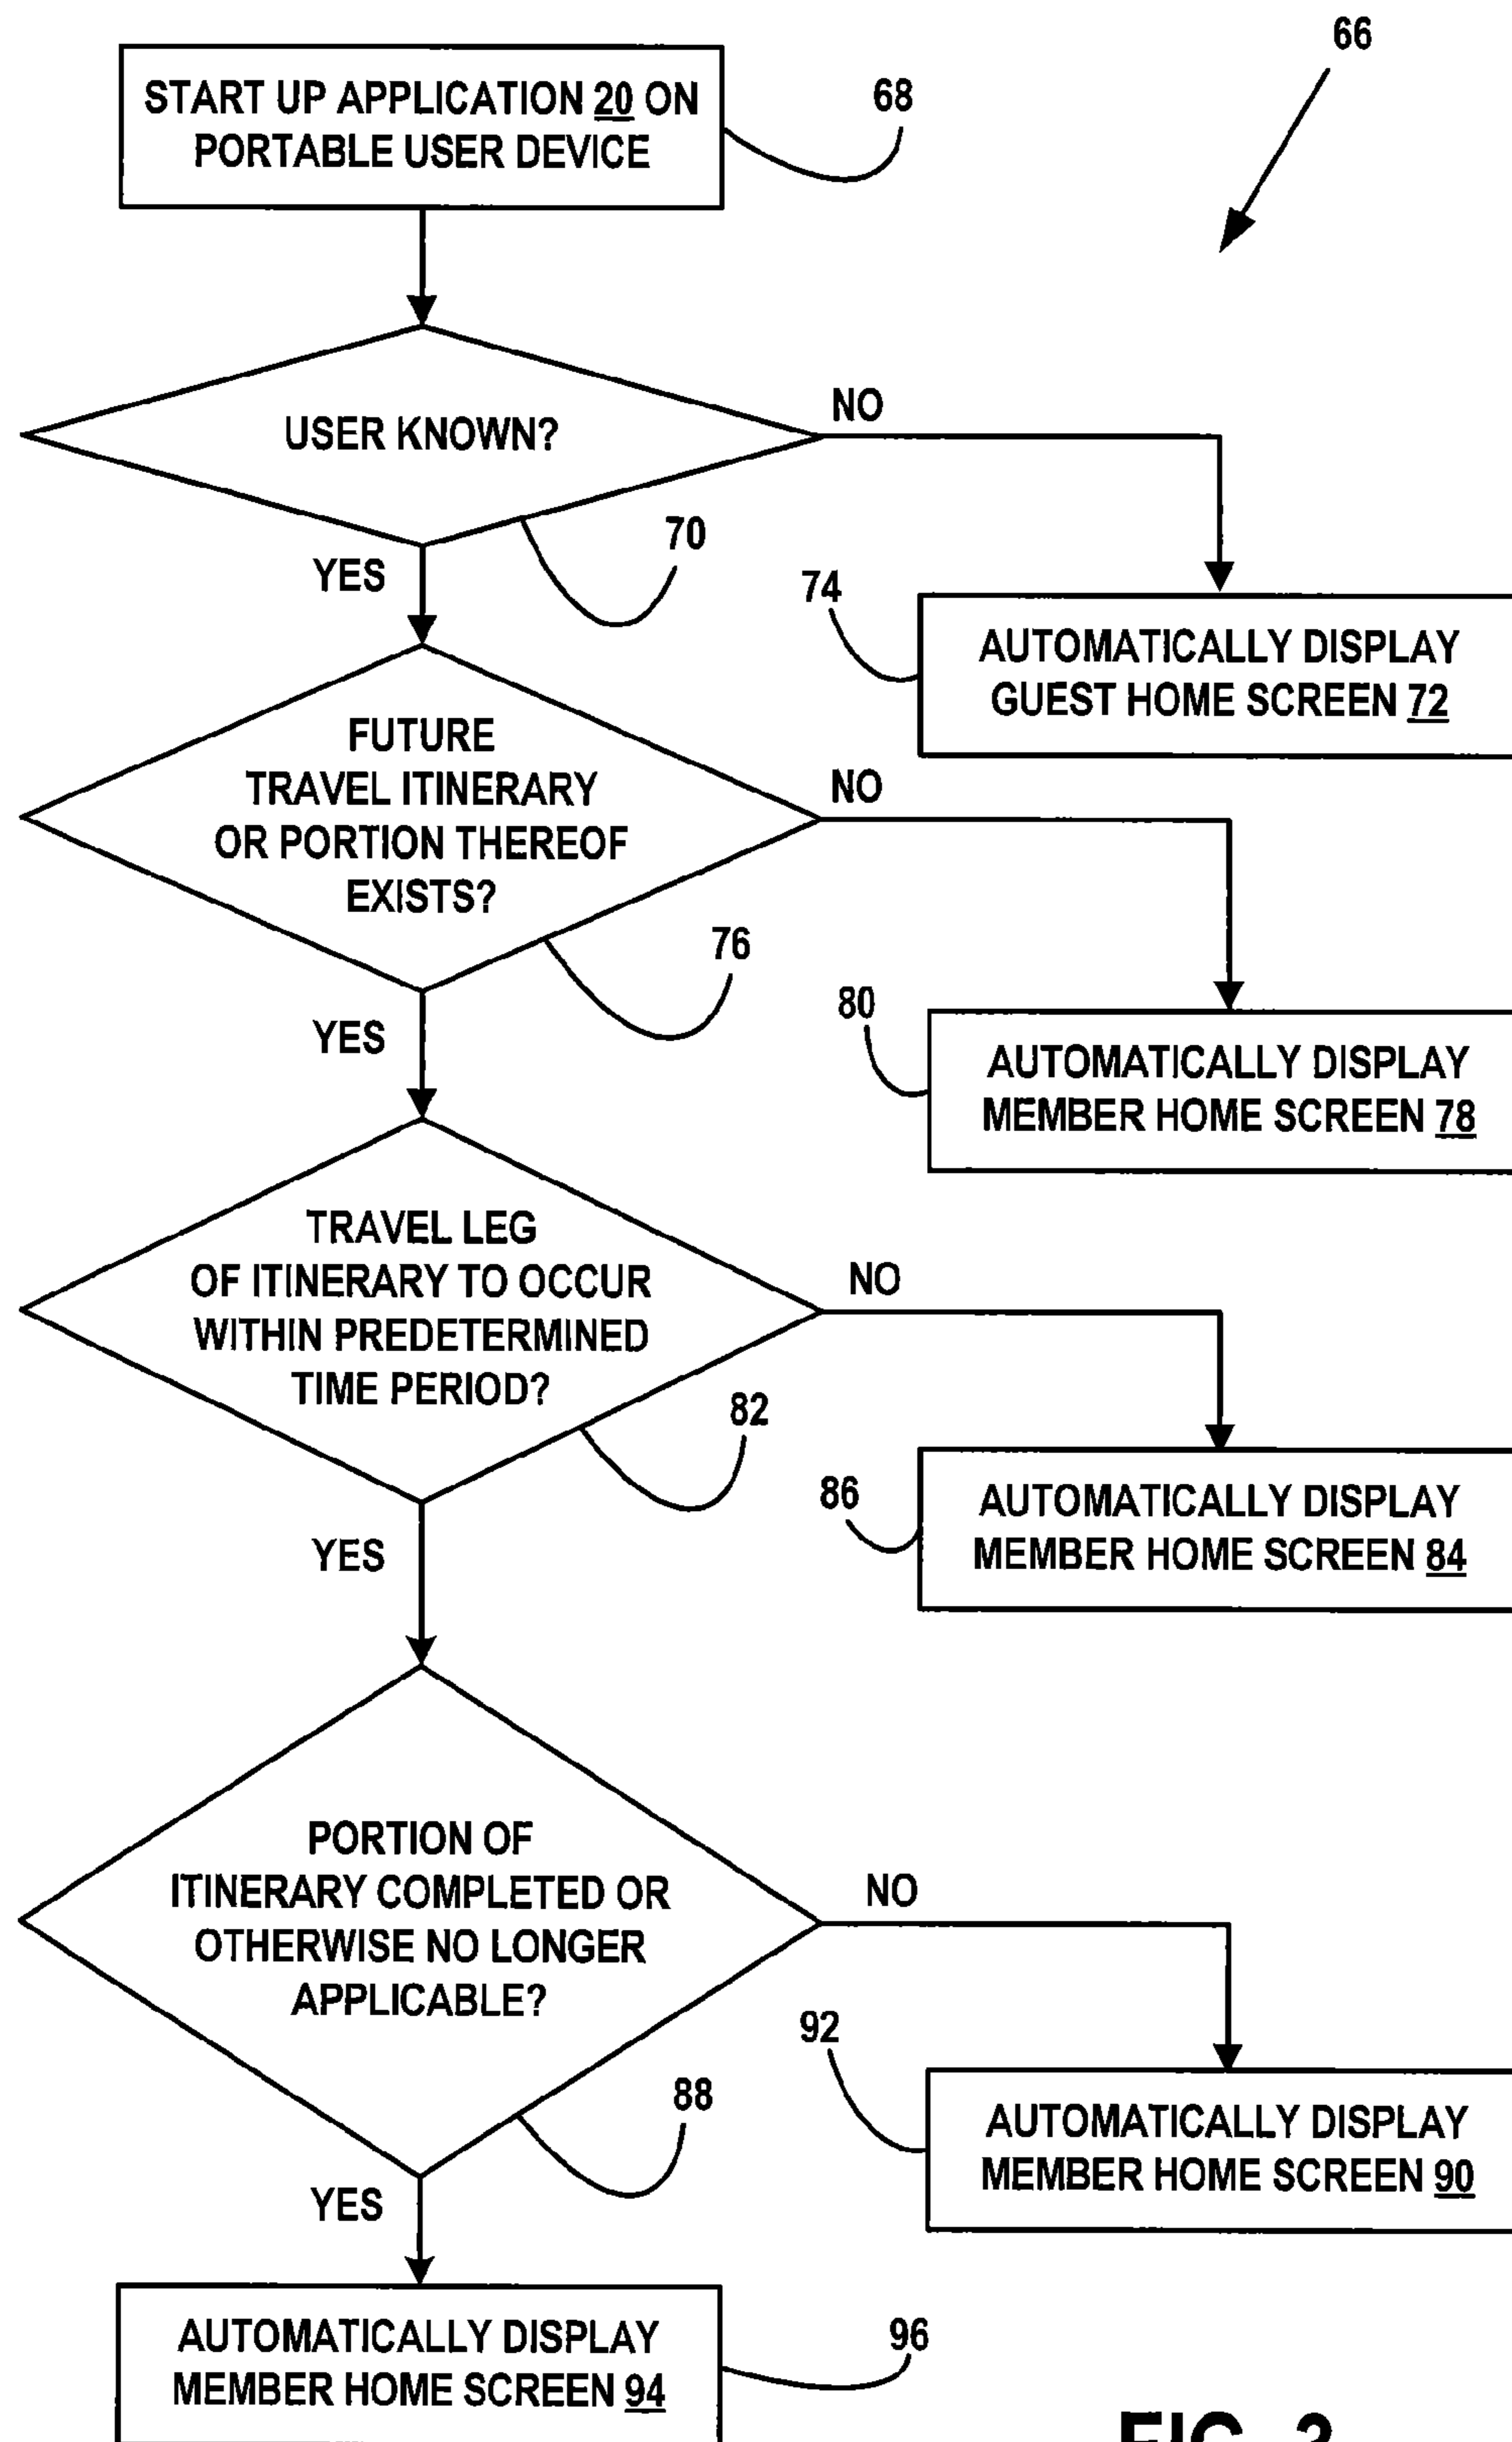 66
START UP APPLICATION 20 ON
PORTABLE USER DEVICE
68
USER KNOWN?
NO
70
YES
74
AUTOMATICALLY DISPLAY
GUEST HOME SCREEN 72
FUTURE
TRAVEL ITINERARY
OR PORTION THEREOF
EXISTS?
NO
76
YES
80
AUTOMATICALLY DISPLAY
MEMBER HOME SCREEN 78
TRAVEL LEG
OF ITINERARY TO OCCUR
WITHIN PREDETERMINED
TIME PERIOD?
NO
82
YES
86
AUTOMATICALLY DISPLAY
MEMBER HOME SCREEN 84
PORTION OF
ITINERARY COMPLETED OR
OTHERWISE NO LONGER
APPLICABLE?
NO
88
YES
92
AUTOMATICALLY DISPLAY
MEMBER HOME SCREEN 90
AUTOMATICALLY DISPLAY
MEMBER HOME SCREEN 94
96
FIG.